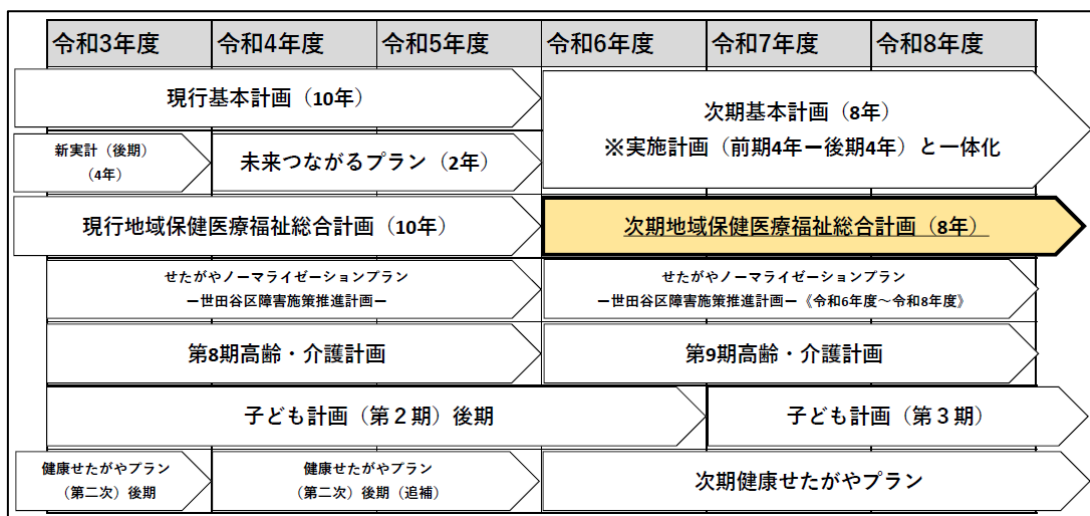 令和3年度 令和4年度 令和5年度 令和6年度 令和7年度 令和8年度
現行基本計画（10年）
次期基本計画（8年）
※実施計画（前期4年ー後期4年）と一体化
新実計（後期）
（4年）
未来つながるプラン（2年）
現行地域保健医療福祉総合計画（10年）
次期地域保健医療福祉総合計画（8年）
せたがやノーマライゼーションプラン
ー世田谷区障害施策推進計画ー
せたがやノーマライゼーションプラン
ー世田谷区障害施策推進計画ー《令和6年度～令和8年度》
第8期高齢・介護計画
第9期高齢・介護計画
子ども計画（第２期）後期
子ども計画（第３期）
健康せたがやプラン
（第二次）後期
健康せたがやプラン
（第二次）後期（追補）
次期健康せたがやプラン